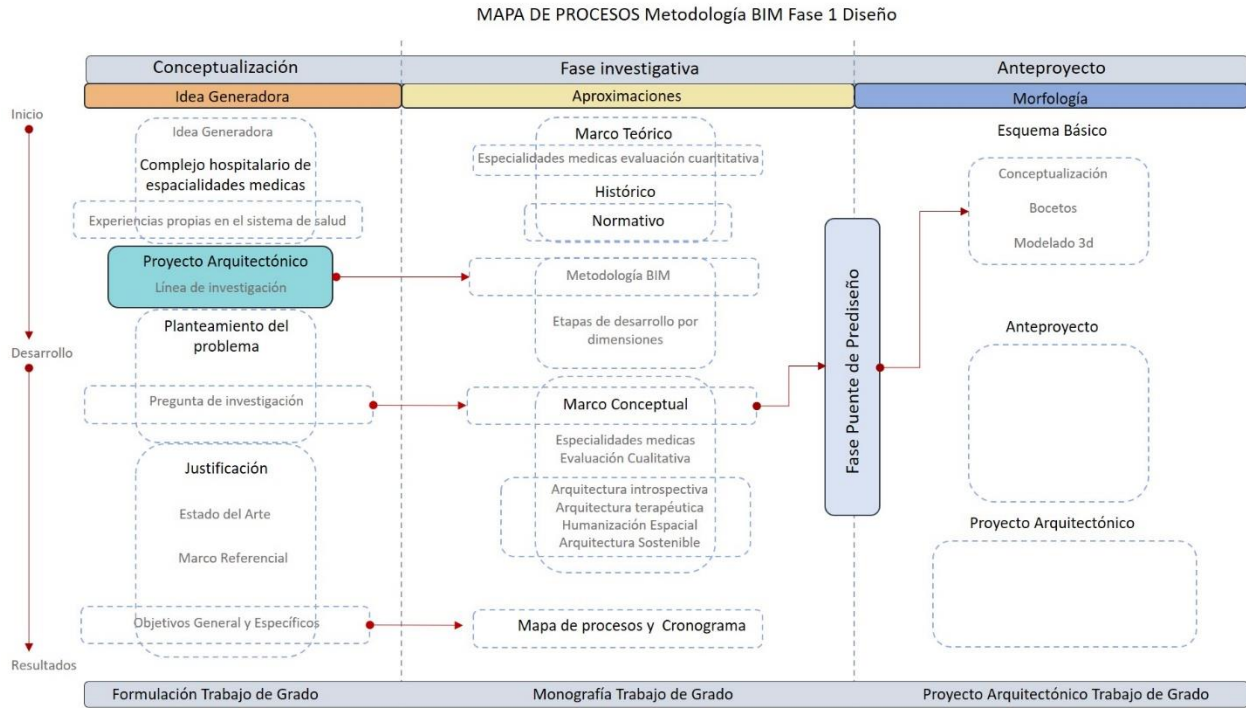 MAPA DE PROCESOS Metodología BIM Fase 1 Diseño
Conceptualización
Fase investigativa
Anteproyecto
Idea Generadora
Aproximaciones
Morfología
Inicio
Desarrollo
Resultados
Idea Generadora
Complejo hospitalario de
espacialidades medicas
Experiencias propias en el sistema de salud
Proyecto Arquitectónico
Línea de investigación
Planteamiento del
problema
Pregunta de investigación
Justificación
Estado del Arte
Marco Referencial
Objetivos General y Específicos
Marco Teórico
Especialidades medicas evaluación cuantitativa
Histórico
Normativo
Metodología BIM
Etapas de desarrollo por
dimensiones
Marco Conceptual
Especialidades medicas
Evaluación Cualitativa
Arquitectura introspectiva
Arquitectura terapéutica
Humanización Espacial
Arquitectura Sostenible
Mapa de procesos y Cronograma
Fase Puente de Prediseño
Esquema Básico
Conceptualización
Bocetos
Modelado 3d
Anteproyecto
Proyecto Arquitectónico
Formulación Trabajo de Grado
Monografía Trabajo de Grado
Proyecto Arquitectónico Trabajo de Grado